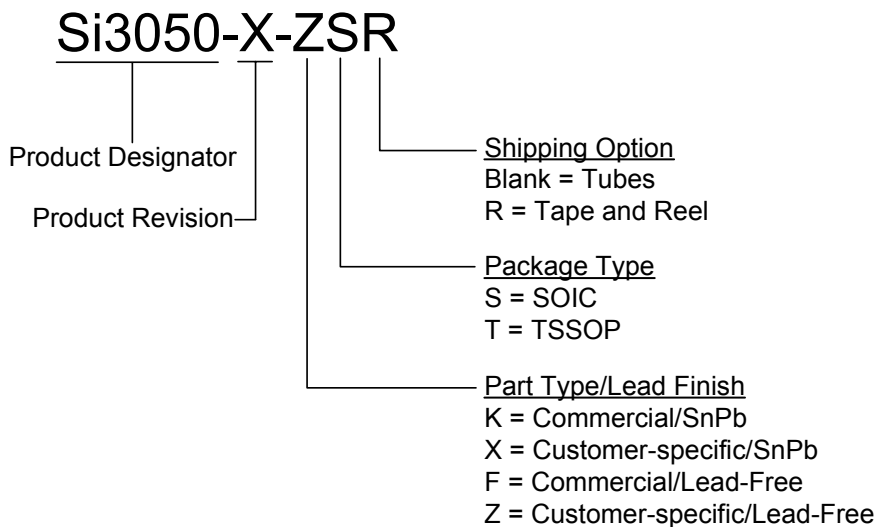 Si3050-X-ZSR
Product Designator
Product Revision
Shipping Option
Blank = Tubes
R = Tape and Reel
Package Type
S = SOIC
T = TSSOP
Part Type/Lead Finish
K = Commercial/SnPb
X = Customer-specific/SnPb
F = Commercial/Lead-Free
Z = Customer-specific/Lead-Free